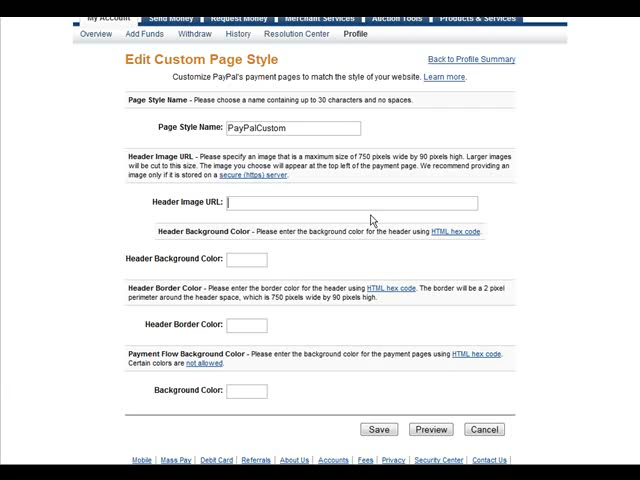 My Account Send Money Request Money Merchant Services Auction Tools Products & Services
Overview Add Funds Withdraw History Resolution Center Profile
Edit Custom Page Style
Back to Profile Summary
Customize PayPal's payment pages to match the style of your website. Learn more.
Page Style Name - Please choose a name containing up to 30 characters and no spaces.
Page Style Name: PayPalCustom
Header Image URL - Please specify an image that is a maximum size of 750 pixels wide by 90 pixels high. Larger images
will be cut to this size. The image you choose will appear at the top left of the payment page. We recommend providing an
image only if it is stored on a secure (https) server.
Header Image URL:
Header Background Color - Please enter the background color for the header using HTML hex code.
Header Background Color:
Header Border Color - Please enter the border color for the header using HTML hex code. The border will be a 2 pixel
perimeter around the header space, which is 750 pixels wide by 90 pixels high.
Header Border Color:
Payment Flow Background Color - Please enter the background color for the payment pages using HTML hex code.
Certain colors are not allowed.
Background Color:
Save Preview Cancel
Mobile | Mass Pay | Debit Card | Referrals | About Us | Accounts | Fees | Privacy | Security Center | Contact Us |